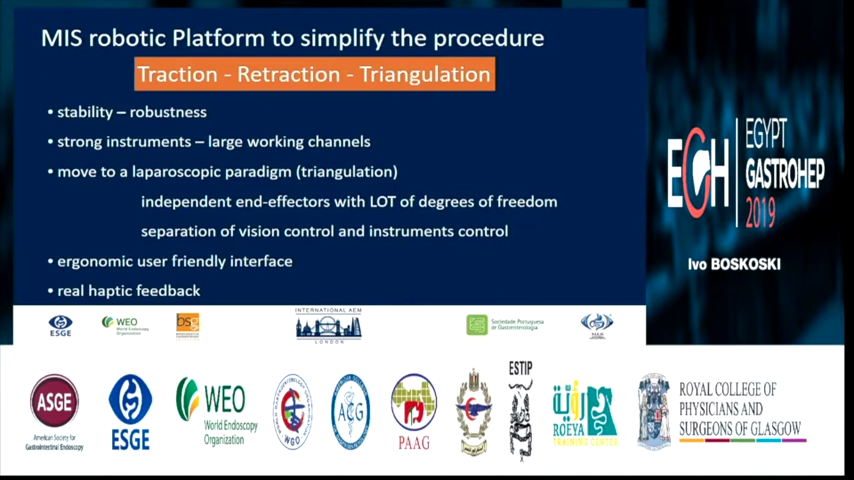 MIS robotic Platform to simplify the procedure
Traction - Retraction - Triangulation
• stability – robustness
• strong instruments – large working channels
• move to a laparoscopic paradigm (triangulation)
independent end-effectors with LOT of degrees of freedom
separation of vision control and instruments control
• ergonomic user friendly interface
• real haptic feedback
EGH
EGYPT
GASTROHEP
2019
Ivo BOSKOSKI
ESGE
WEO
World Endoscopy
Organization
INTERNATIONAL AEM
LONDON
Sociedade Portuguesa
de Gastrenterologia
ASGE
American Society for
Gastrointestinal Endoscopy
ESGE
WEO
World Endoscopy
Organization
WGO
ACG
PAAG
ESTIP
رؤية
ROEYA
TRAINING CENTER
ROYAL COLLEGE OF
PHYSICIANS AND
SURGEONS OF GLASGOW